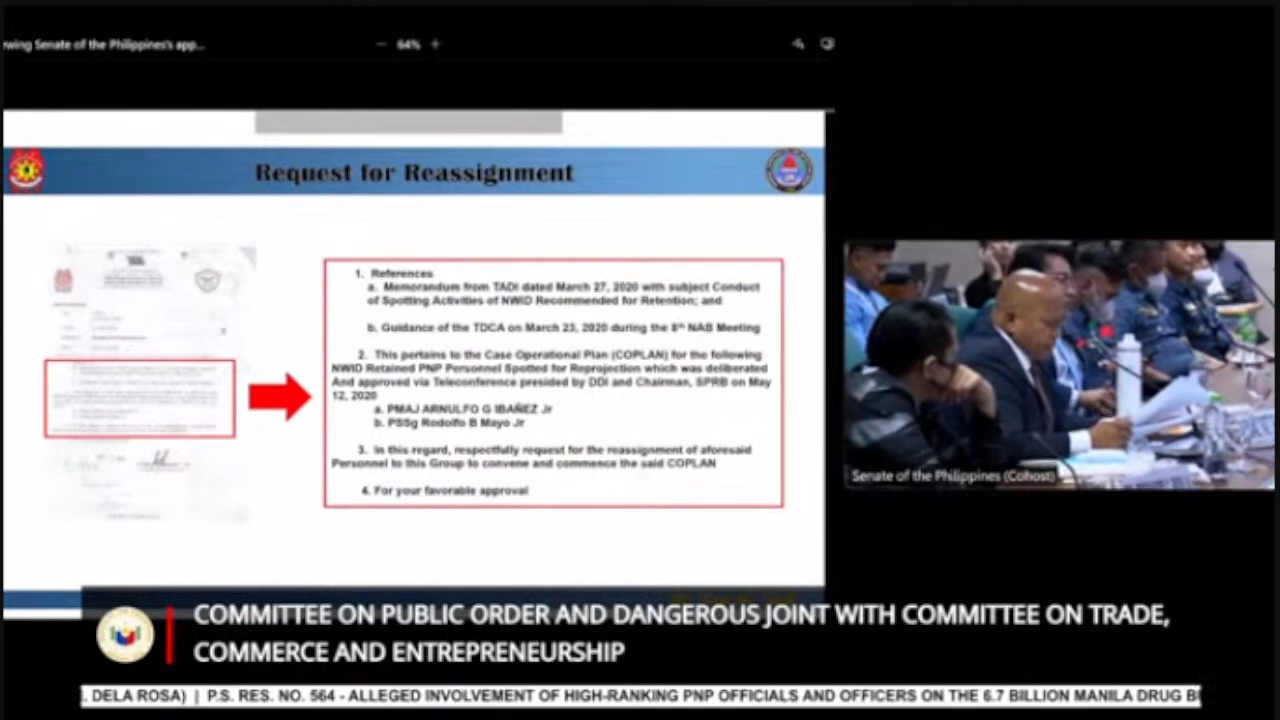 ewing Senate of the Philippines's app...
64%
Request for Reassignment
1. References
a. Memorandum from TADI dated March 27, 2020 with subject Conduct
of Spotting Activities of NWID Recommended for Retention; and
b. Guidance of the TDCA on March 23, 2020 during the 8th NAB Meeting
2. This pertains to the Case Operational Plan (COPLAN) for the following
NWID Retained PNP Personnel Spotted for Reprojection which was deliberated
And approved via Teleconference presided by DDI and Chairman, SPRB on May
12, 2020
a. PMAJ ARNULFO G IBAÑEZ Jr
b. PSSg Rodolfo B Mayo Jr
3. In this regard, respectfully request for the reassignment of aforesaid
Personnel to this Group to convene and commence the said COPLAN
4. For your favorable approval
Senate of the Philippines (Cohost)
COMMITTEE ON PUBLIC ORDER AND DANGEROUS JOINT WITH COMMITTEE ON TRADE,
COMMERCE AND ENTREPRENEURSHIP
. DELA ROSA) | P.S. RES. NO. 564 - ALLEGED INVOLVEMENT OF HIGH-RANKING PNP OFFICIALS AND OFFICERS ON THE 6.7 BILLION MANILA DRUG B